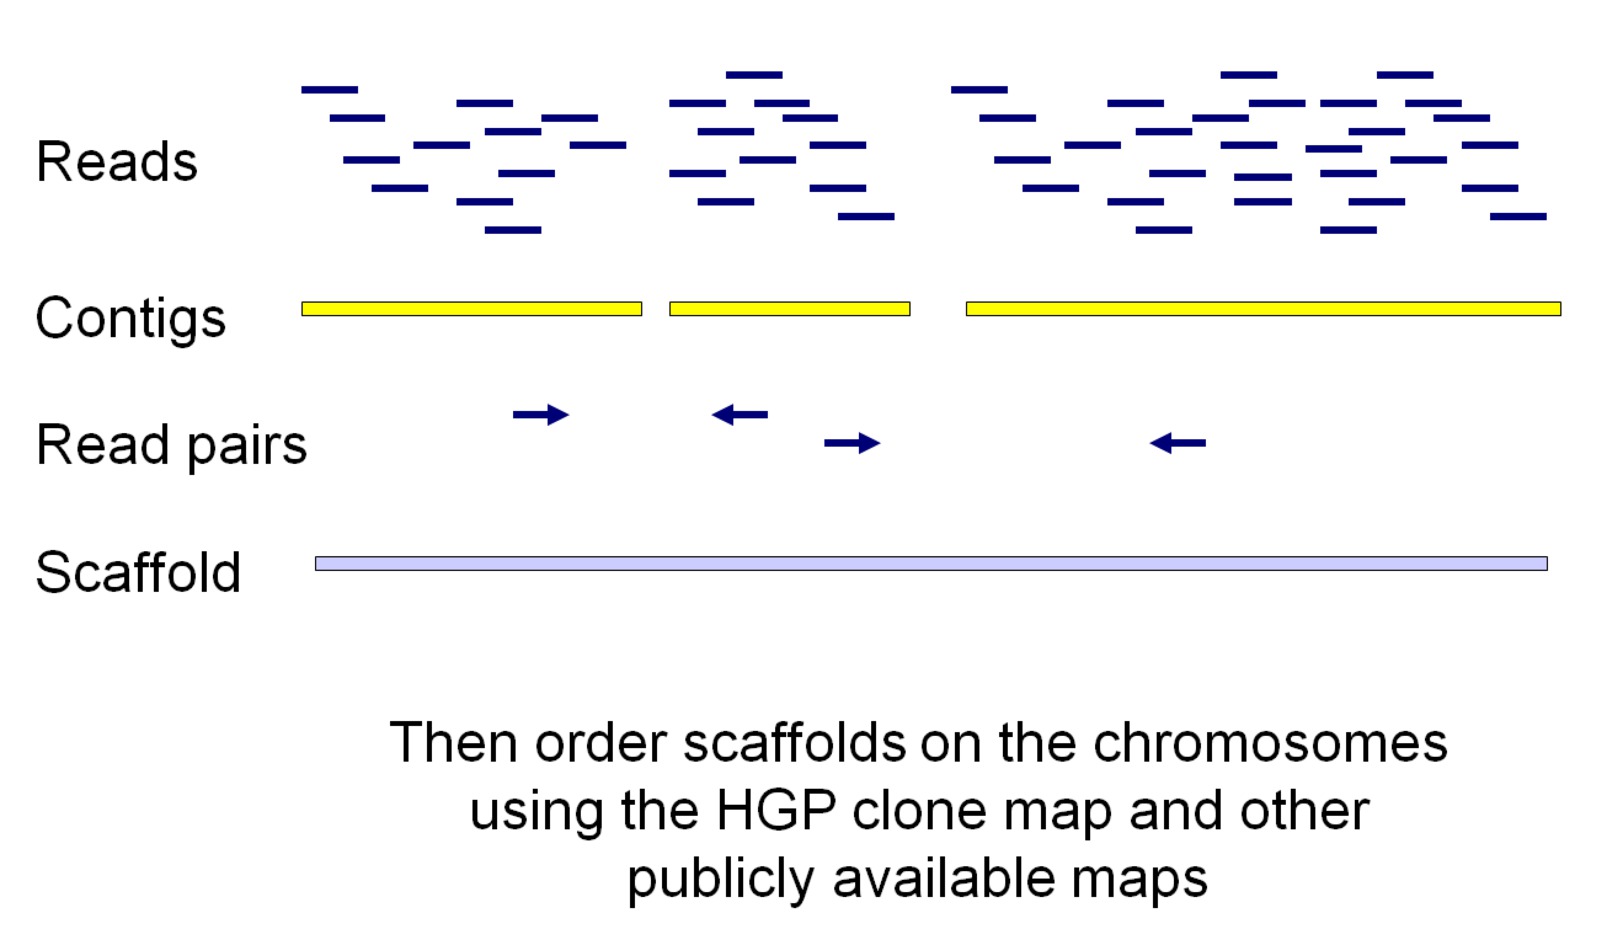 Reads
Contigs
Read pairs
Scaffold
Then order scaffolds on the chromosomes
using the HGP clone map and other
publicly available maps